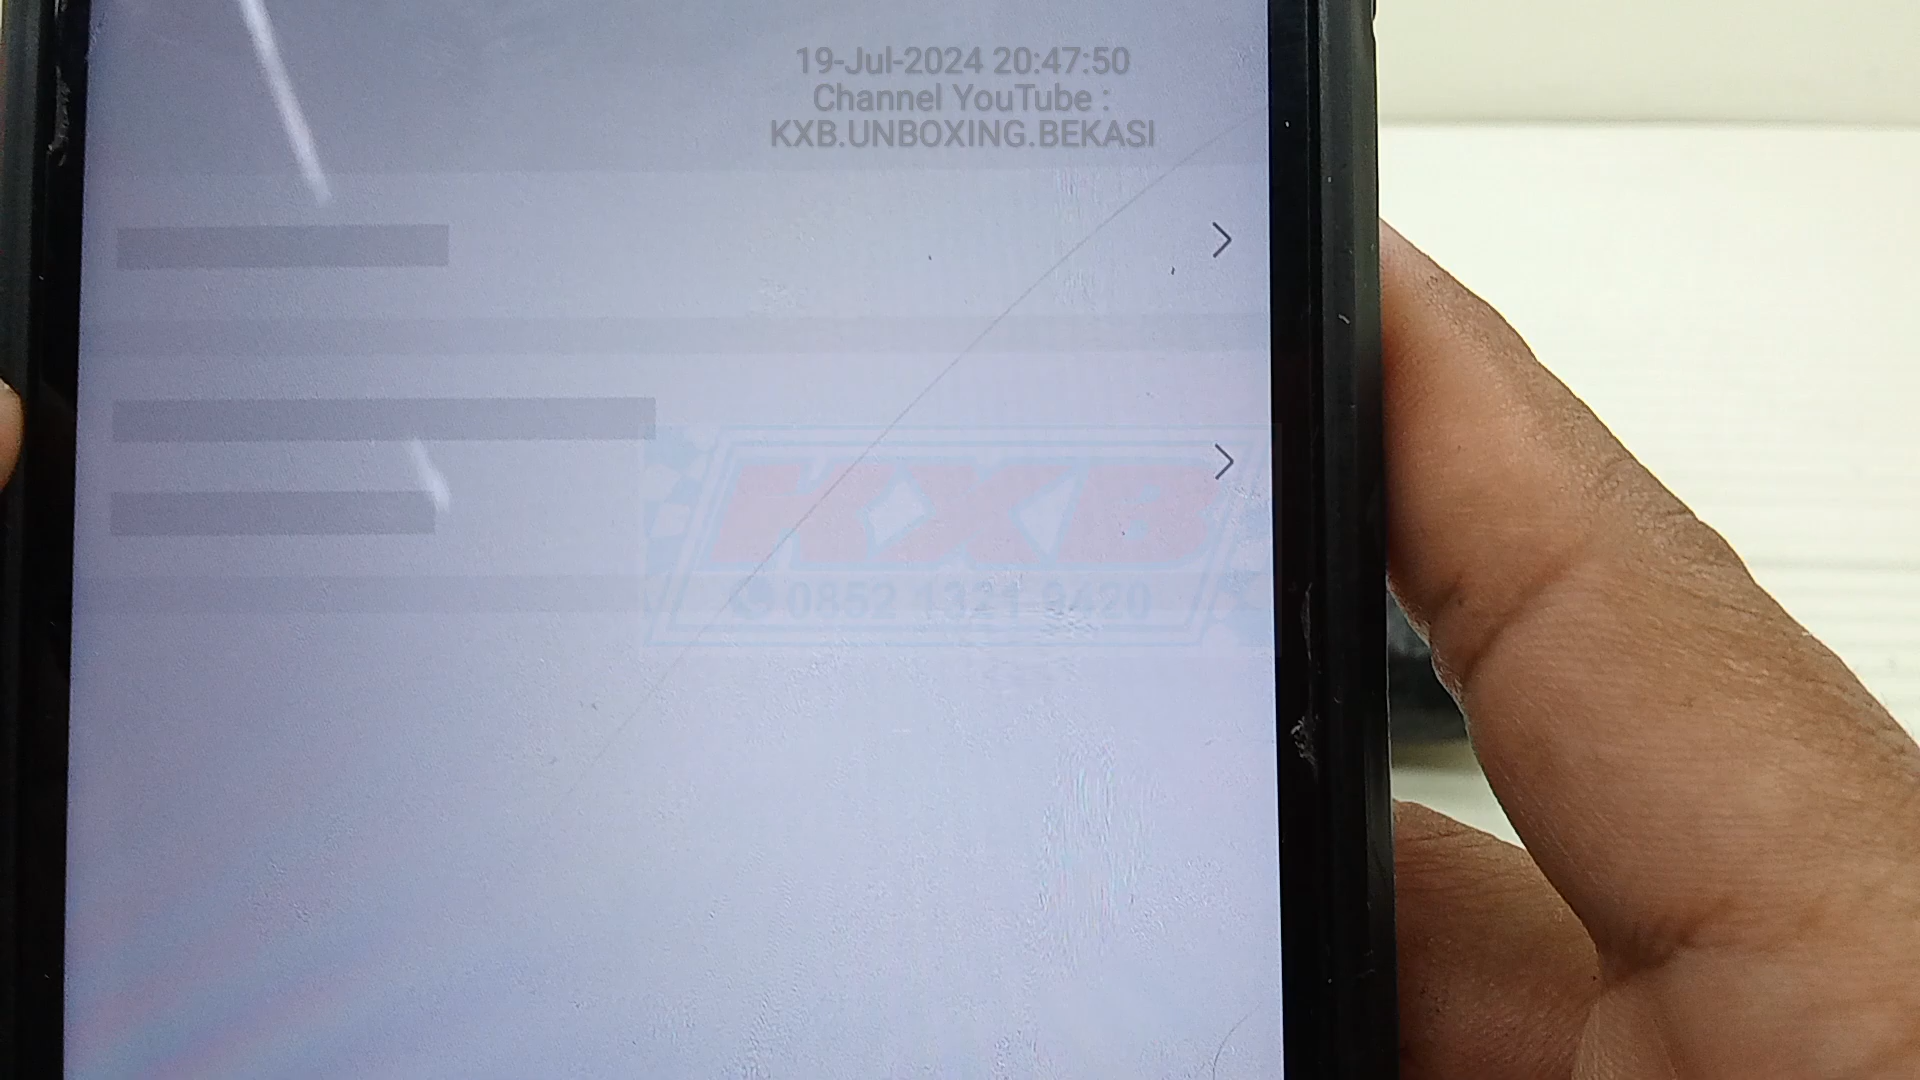 19-Jul-2024 20:47:50
Channel YouTube :
KXB.UNBOXING.BEKASI
KXB
0852 1321 9420